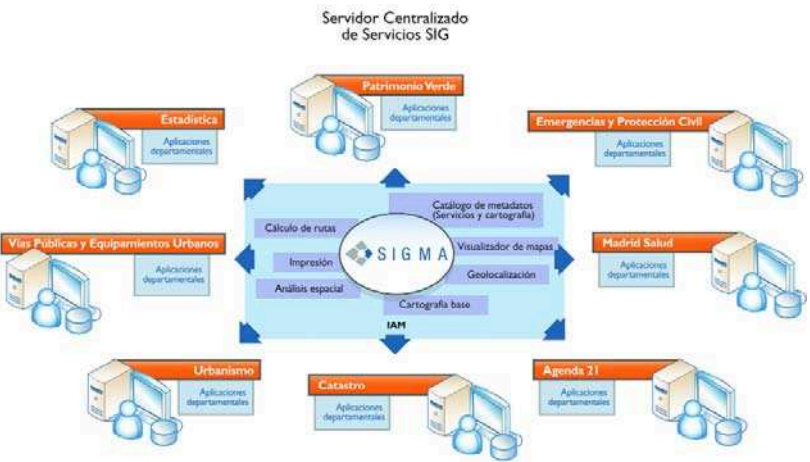 Servidor Centralizado
de Servicios SIG
Patrimonio Verde
Aplicaciones
departamentales
Estadística
Aplicaciones
departamentales
Emergencias y Protección Civil
Aplicaciones
departamentales
Catálogo de metadatos
(Servicios y cartografía)
Cálculo de rutas
Vías Públicas y Equipamientos Urbanos
Aplicaciones
departamentales
SIGMA
Visualizador de mapas
Impresión
Geolocalización
Análisis espacial
Cartografía base
IAM
Madrid Salud
Aplicaciones
departamentales
Urbanismo
Aplicaciones
departamentales
Catastro
Aplicaciones
departamentales
Agenda 21
Aplicaciones
departamentales